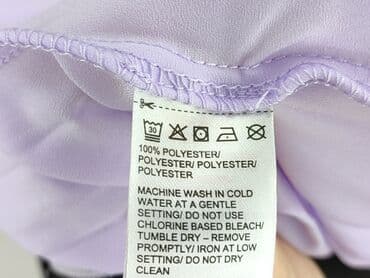 30
100% POLYESTER/
POLYESTER/ POLYESTER/
POLYESTER
MACHINE WASH IN COLD
WATER AT A GENTLE
SETTING/ DO NOT USE
CHLORINE BASED BLEACH/
TUMBLE DRY – REMOVE
PROMPTLY/ IRON AT LOW
SETTING/ DO NOT DRY
CLEAN